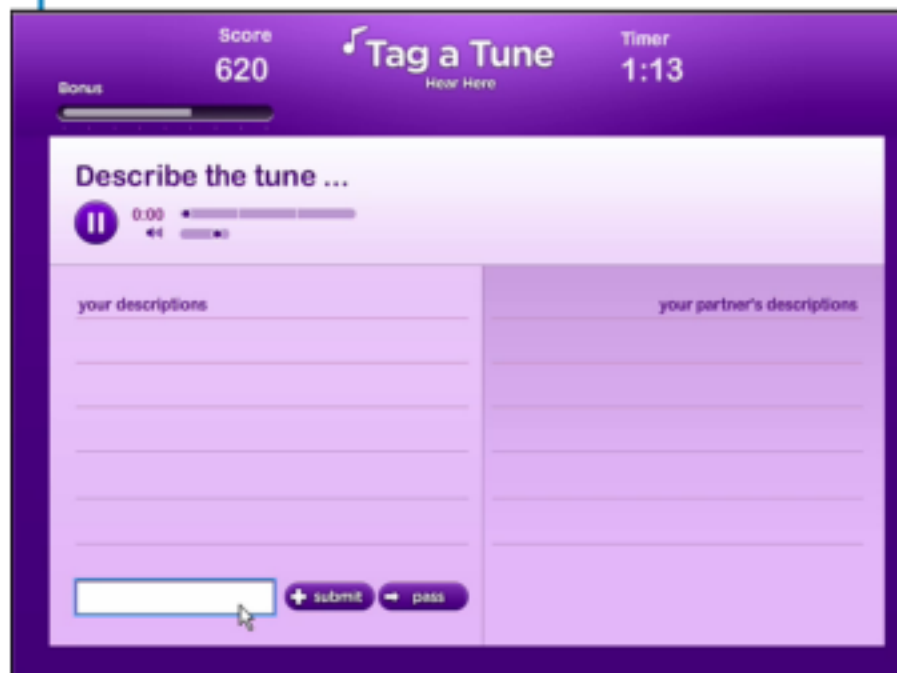 Score
620
Tag a Tune
Hear Here
Timer
1:13
Bonus
Describe the tune ...
0:00
your descriptions
your partner's descriptions
submit
pass